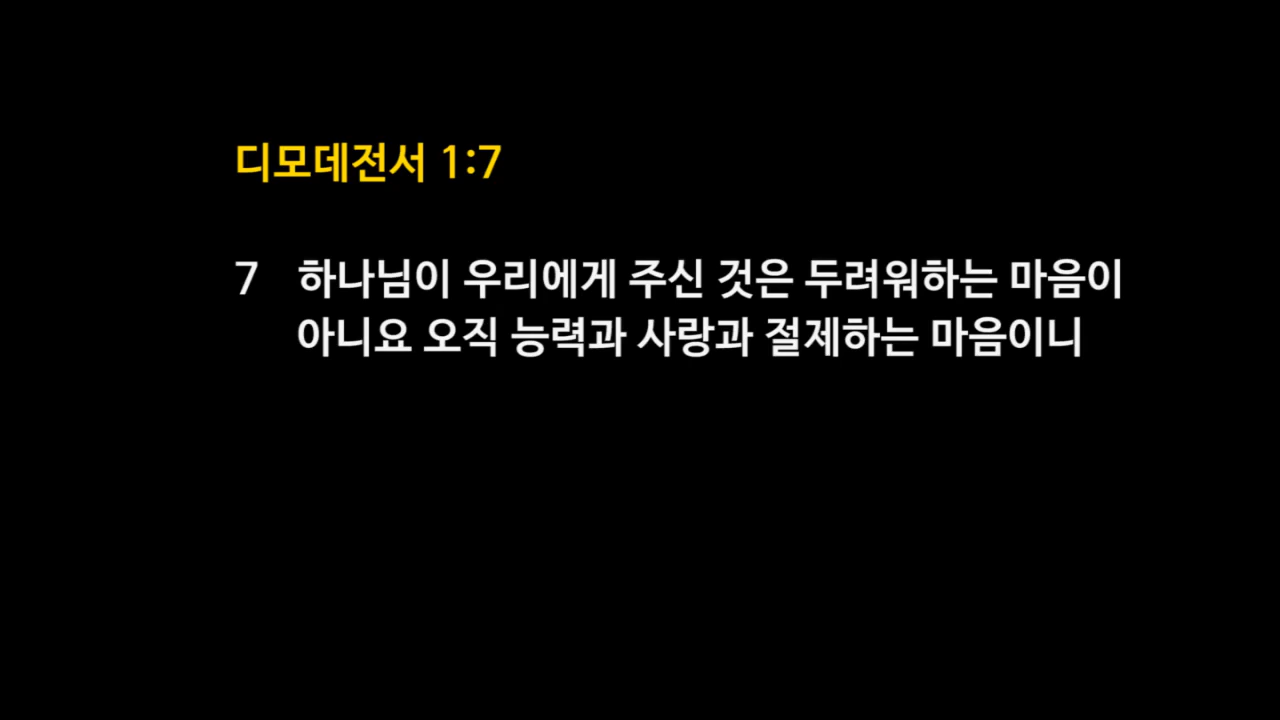 디모데전서 1:7
7 하나님이 우리에게 주신 것은 두려워하는 마음이
아니요 오직 능력과 사랑과 절제하는 마음이니